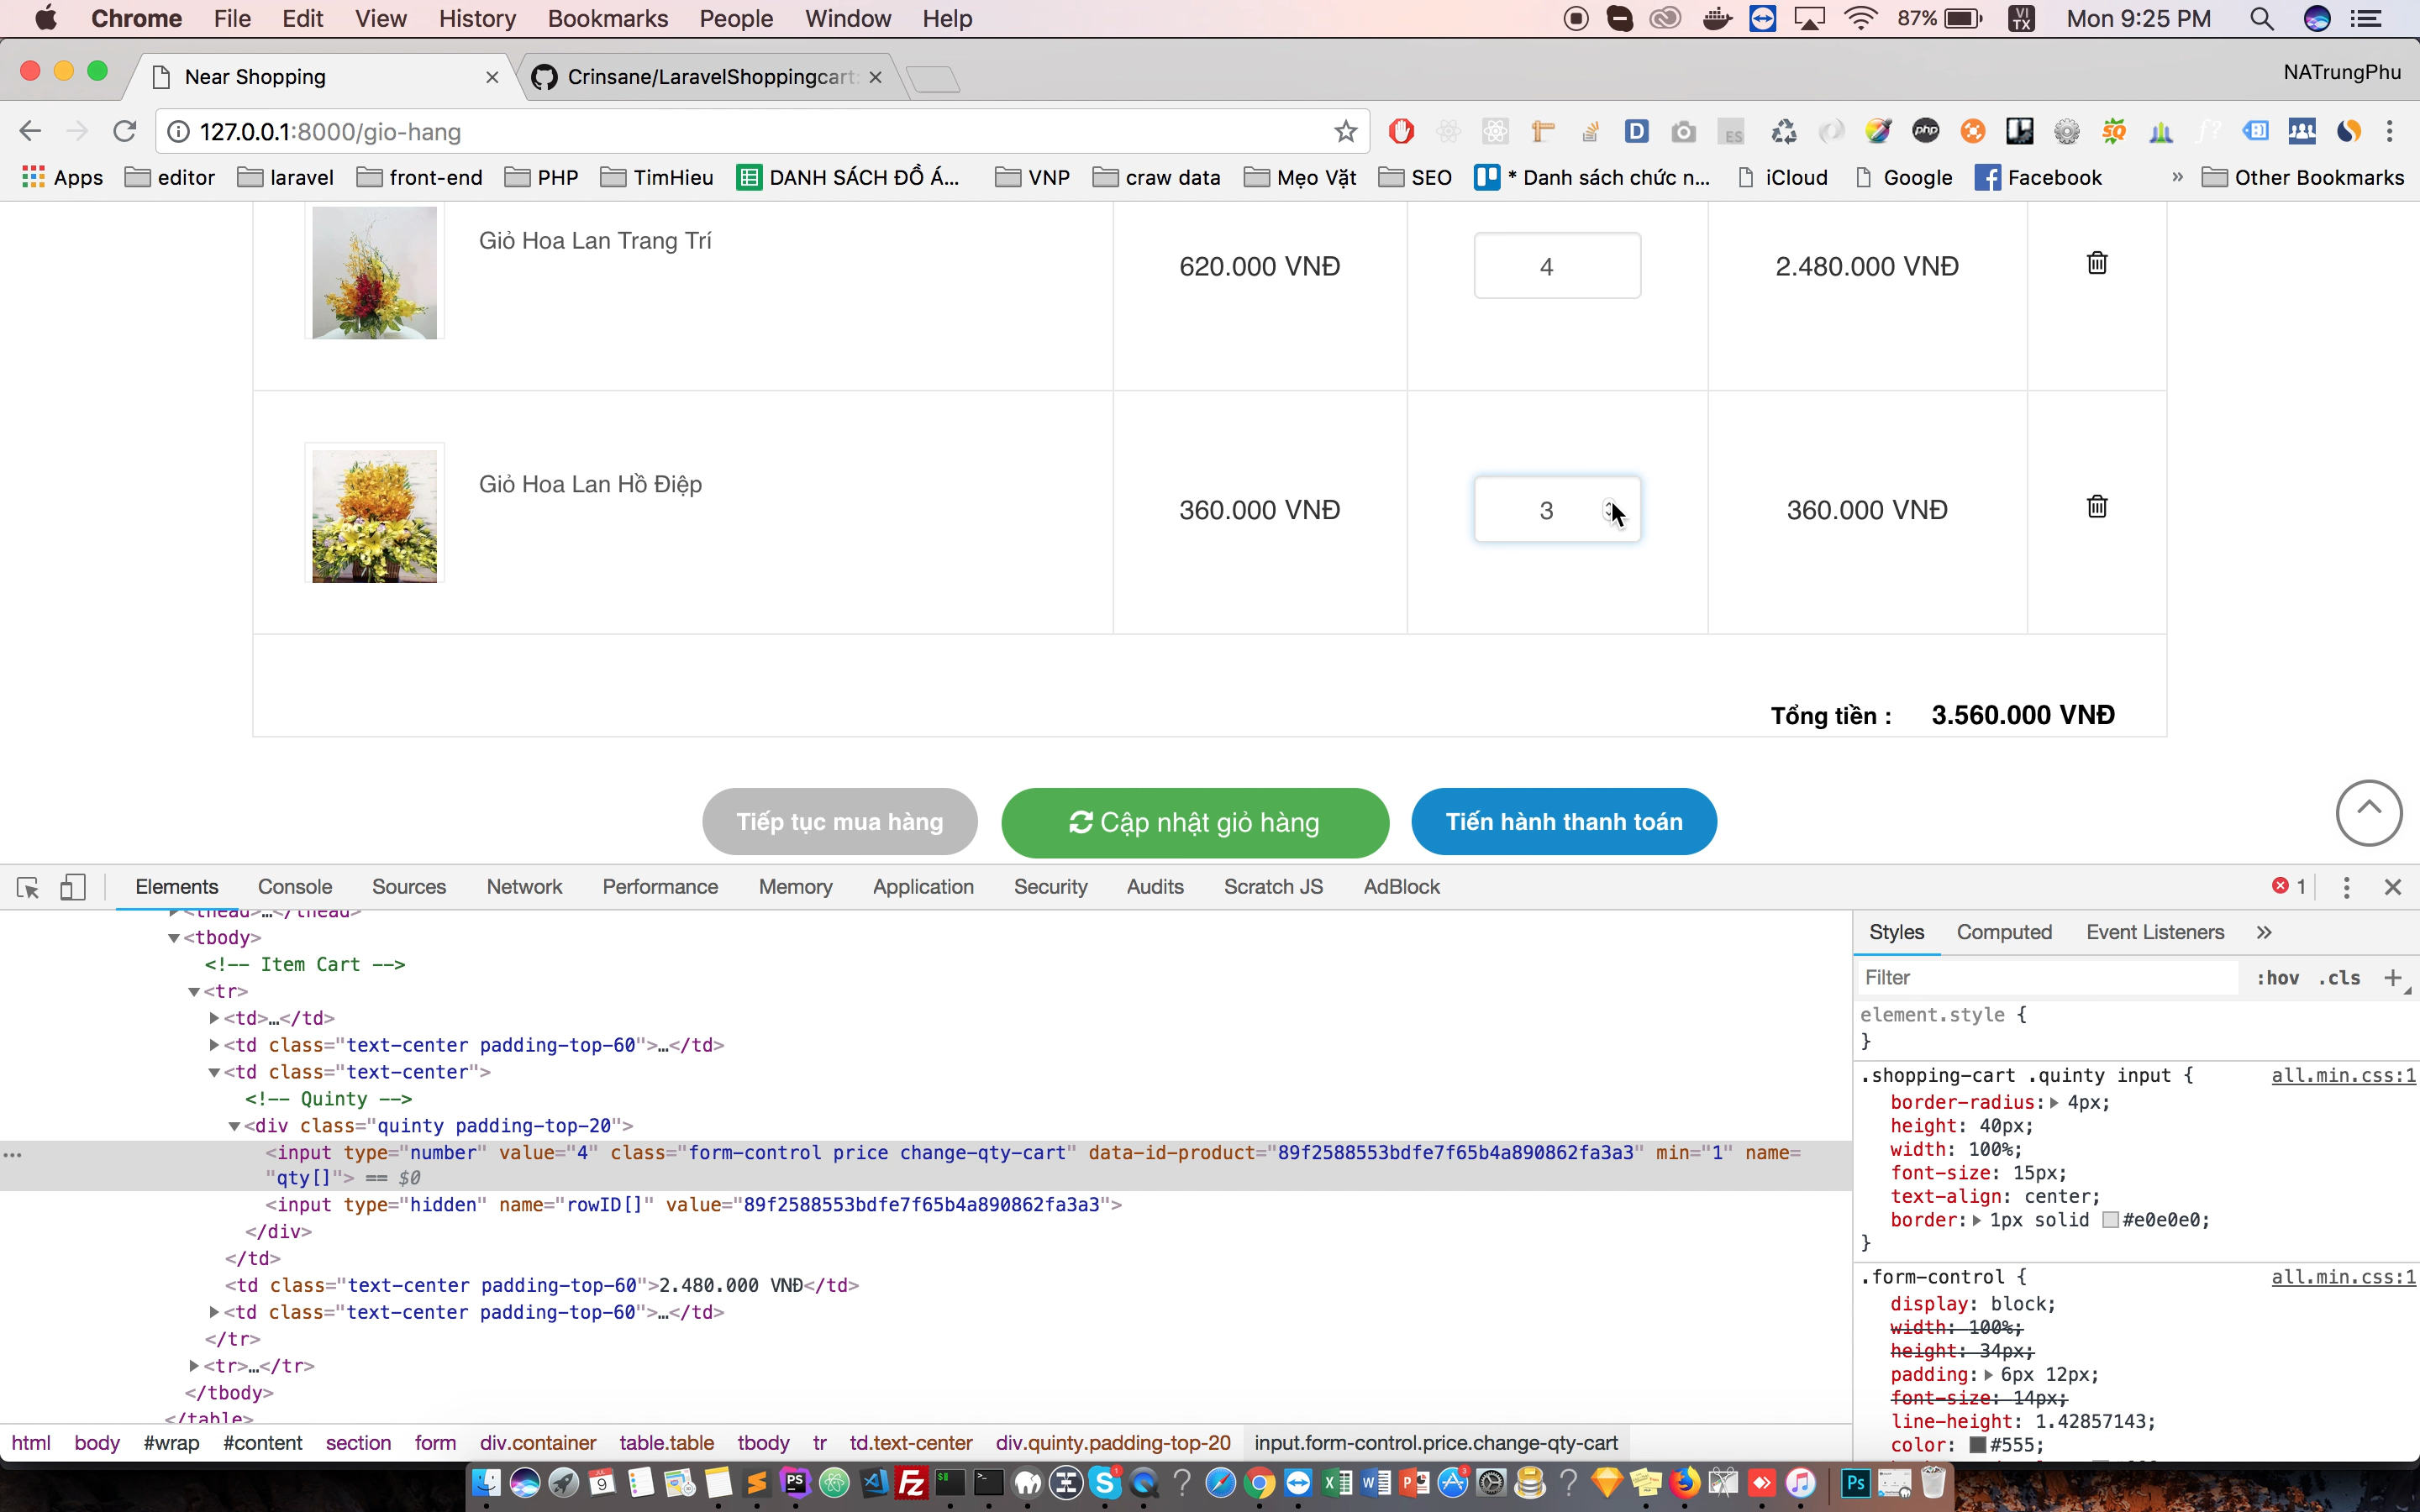 Chrome File Edit View History Bookmarks People Window Help 87% VI TX Mon 9:25 PM
Near Shopping Crinsane/LaravelShoppingcart: NATrungPhu
127.0.0.1:8000/gio-hang
Apps editor laravel front-end PHP TimHieu DANH SÁCH ĐỒ Á... VNP craw data Mẹo Vặt SEO * Danh sách chức n... iCloud Google Facebook » Other Bookmarks
Giỏ Hoa Lan Trang Trí
620.000 VNĐ 4 2.480.000 VNĐ
Giỏ Hoa Lan Hồ Điệp
360.000 VNĐ 3 360.000 VNĐ
Tổng tiền : 3.560.000 VNĐ
Tiếp tục mua hàng Cập nhật giỏ hàng Tiến hành thanh toán
Elements Console Sources Network Performance Memory Application Security Audits Scratch JS AdBlock 1
<thead>…</thead>
<tbody>
<!-- Item Cart -->
<tr>
<td>…</td>
<td class="text-center padding-top-60">…</td>
<td class="text-center">
<!-- Quinty -->
<div class="quinty padding-top-20">
<input type="number" value="4" class="form-control price change-qty-cart" data-id-product="89f2588553bdfe7f65b4a890862fa3a3" min="1" name=
"qty[]"> == $0
<input type="hidden" name="rowID[]" value="89f2588553bdfe7f65b4a890862fa3a3">
</div>
</td>
<td class="text-center padding-top-60">2.480.000 VNĐ</td>
<td class="text-center padding-top-60">…</td>
</tr>
<tr>…</tr>
</tbody>
</table>
html body #wrap #content section form div.container table.table tbody tr td.text-center div.quinty.padding-top-20 input.form-control.price.change-qty-cart
Styles Computed Event Listeners »
Filter :hov .cls +
element.style {
}
.shopping-cart .quinty input { all.min.css:1
border-radius: 4px;
height: 40px;
width: 100%;
font-size: 15px;
text-align: center;
border: 1px solid #e0e0e0;
}
.form-control { all.min.css:1
display: block;
width: 100%;
height: 34px;
padding: 6px 12px;
font-size: 14px;
line-height: 1.42857143;
color: #555;